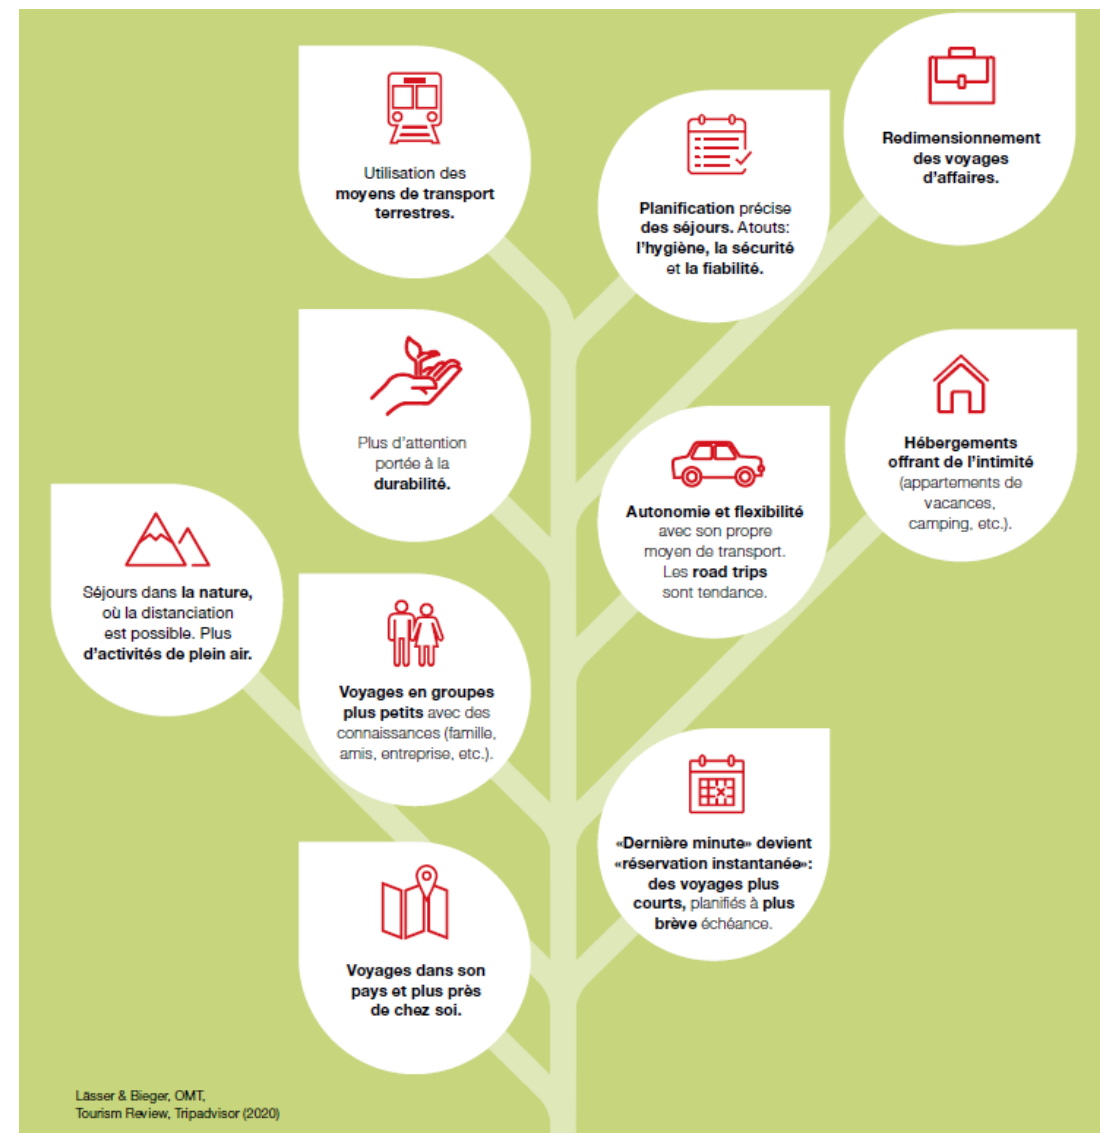 Utilisation des
moyens de transport
terrestres.
Planification précise
des séjours. Atouts:
l’hygiène, la sécurité
et la fiabilité.
Redimensionnement
des voyages
d’affaires.
Plus d’attention
portée à la
durabilité.
Autonomie et flexibilité
avec son propre
moyen de transport.
Les road trips
sont tendance.
Hébergements
offrant de l’intimité
(appartements de
vacances,
camping, etc.).
Séjours dans la nature,
où la distanciation
est possible. Plus
d’activités de plein air.
Voyages en groupes
plus petits avec des
connaissances (famille,
amis, entreprise, etc.).
«Dernière minute» devient
«réservation instantanée»:
des voyages plus
courts, planifiés à plus
brève échéance.
Voyages dans son
pays et plus près
de chez soi.
Lässer & Bieger, OMT,
Tourism Review, Tripadvisor (2020)